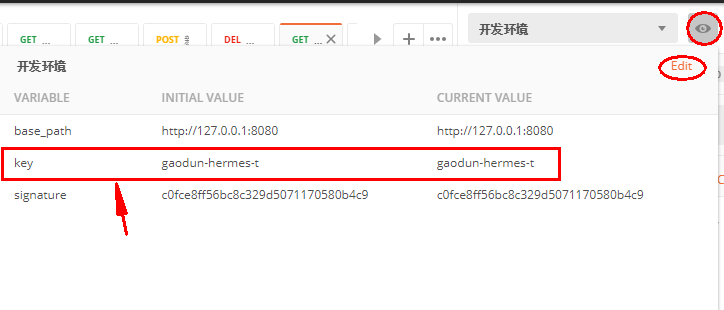 GET ... GET ... POST DEL ... GET ... 开发环境
开发环境 Edit
VARIABLE INITIAL VALUE CURRENT VALUE
base_path http://127.0.0.1:8080 http://127.0.0.1:8080
key gaodun-hermes-t gaodun-hermes-t
signature c0fce8ff56bc8c329d5071170580b4c9 c0fce8ff56bc8c329d5071170580b4c9